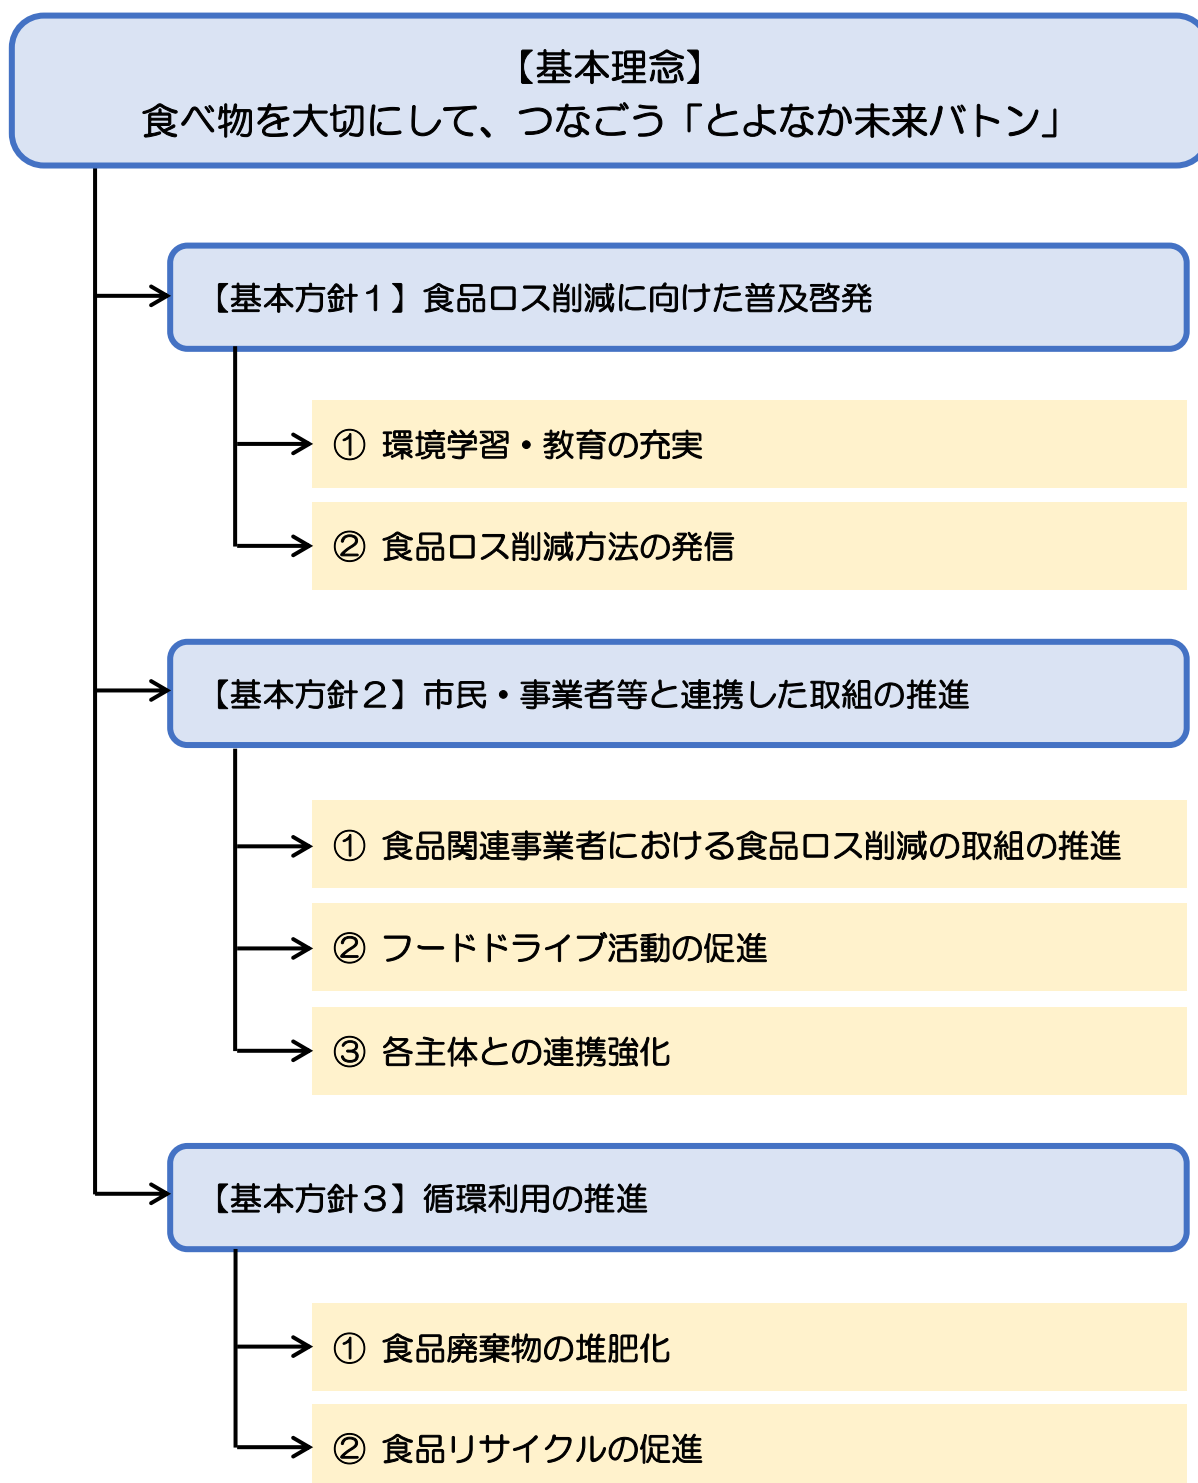 【基本理念】
食べ物を大切にして、つなごう「とよなか未来バトン」
【基本方針１】食品ロス削減に向けた普及啓発
① 環境学習・教育の充実
② 食品ロス削減方法の発信
【基本方針２】市民・事業者等と連携した取組の推進
① 食品関連事業者における食品ロス削減の取組の推進
② フードドライブ活動の促進
③ 各主体との連携強化
【基本方針３】循環利用の推進
① 食品廃棄物の堆肥化
② 食品リサイクルの促進